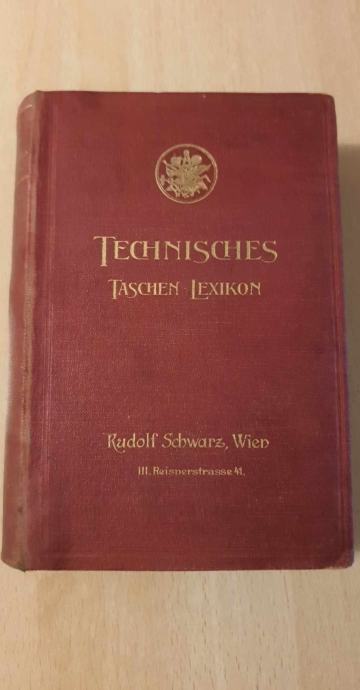 TECHNISCHES
TASCHEN-LEXIKON
Rudolf Schwarz, Wien
III. Reisnerstrasse 41.